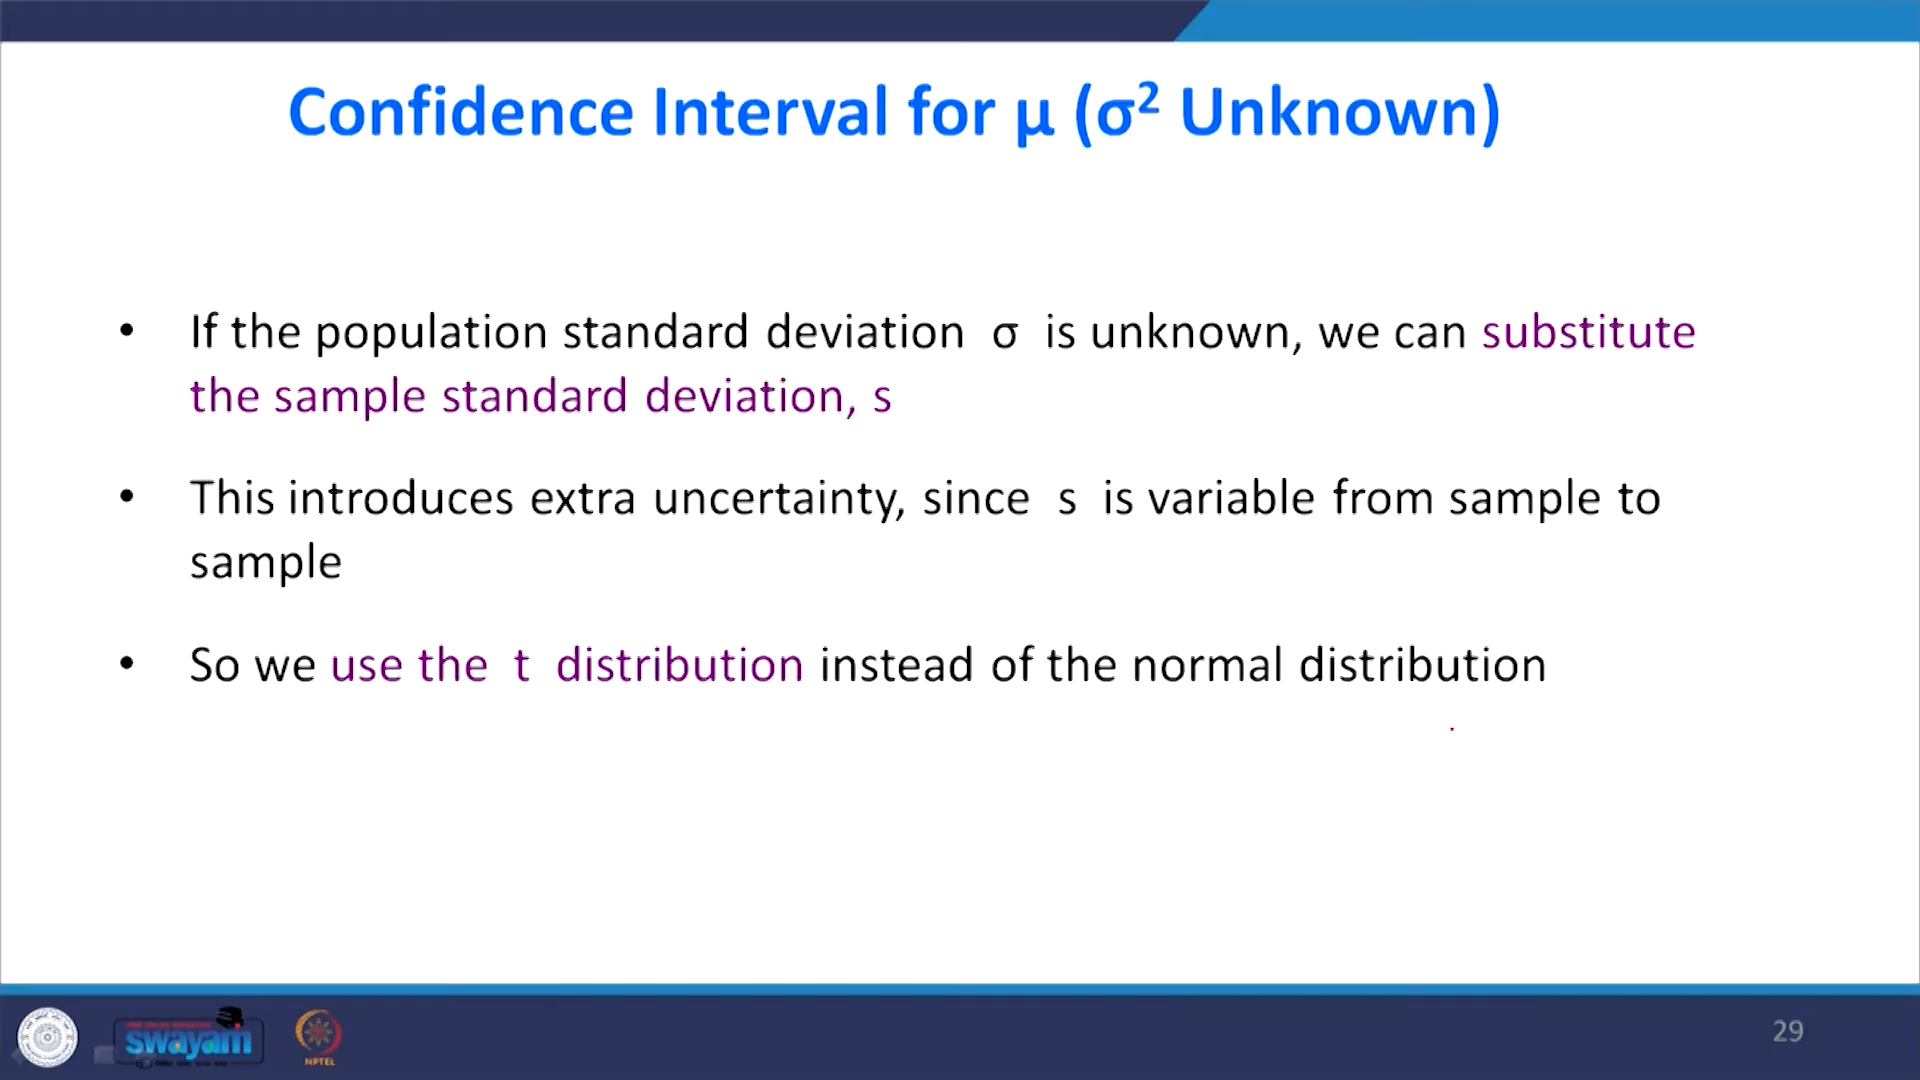 Confidence Interval for μ (σ² Unknown)
• If the population standard deviation σ is unknown, we can substitute
the sample standard deviation, s
• This introduces extra uncertainty, since s is variable from sample to
sample
• So we use the t distribution instead of the normal distribution
swayam
NPTEL
29